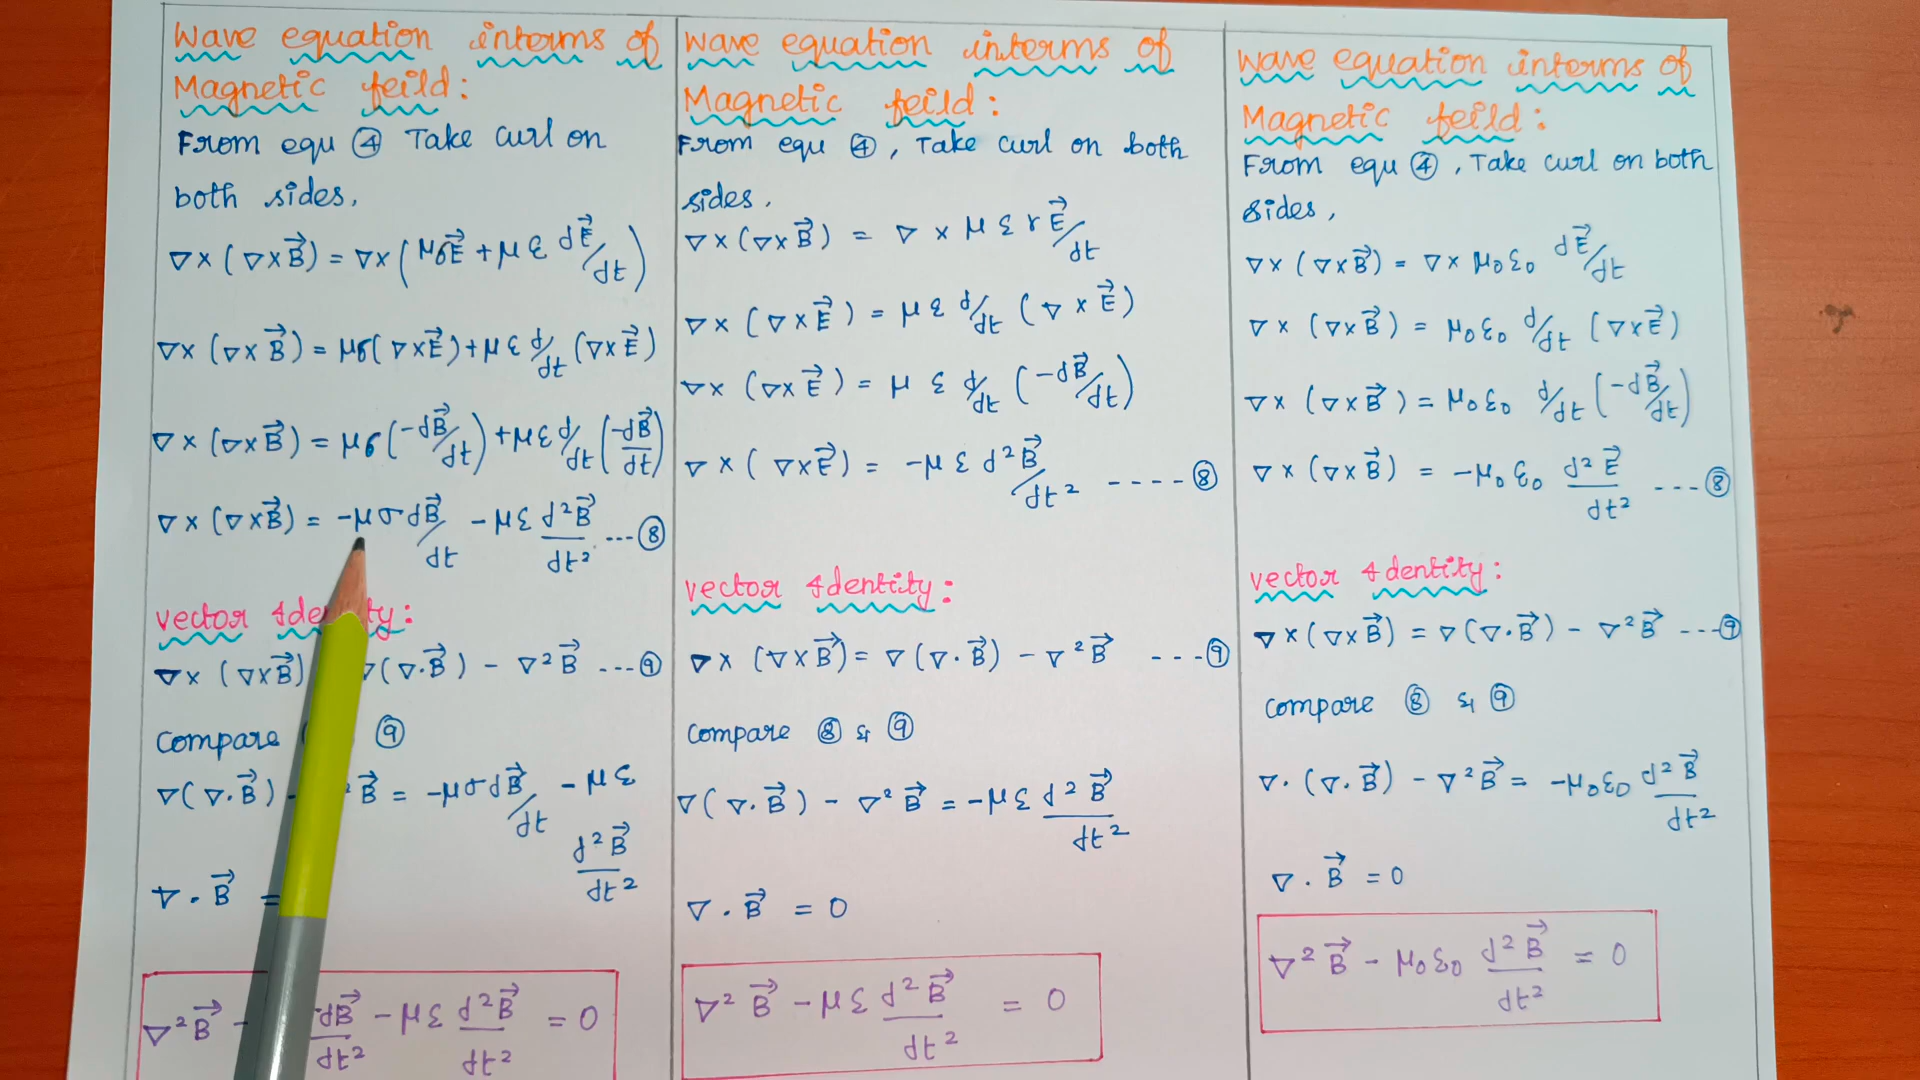 Wave equation interms of
Magnetic feild:
From equ ④ Take curl on
both sides,
∇×(∇×B⃗) = ∇×(μσE⃗ + με dE⃗/dt)
∇×(∇×B⃗) = μσ(∇×E⃗)+με d/dt (∇×E⃗)
∇×(∇×B⃗) = μσ(-dB⃗/dt)+με d/dt(-dB⃗/dt)
∇×(∇×B⃗) = -μσdB⃗/dt -με d²B⃗/dt² ...⑧
vector
∇×(∇×B⃗) (∇.B⃗) - ∇²B⃗ ...⑨
compare ⑨
∇(∇.B⃗) - ²B⃗ = -μσdB⃗/dt - με
d²B⃗/dt²
∇.B⃗ =
∇²B⃗ - dB⃗/dt² - με d²B⃗/dt² = 0
Wave equation interms of
Magnetic feild:
From equ ④, Take curl on both
sides,
∇×(∇×B⃗) = ∇ × μ ε r E⃗/dt
∇×(∇×E⃗) = με d/dt (∇×E⃗)
∇×(∇×E⃗) = με d/dt (-dB⃗/dt)
∇×(∇×E⃗) = -με d²B⃗/dt² ----⑧
vector Identity:
∇×(∇×B⃗)= ∇(∇.B⃗) - ∇²B⃗ ---⑨
compare ⑧ & ⑨
∇(∇.B⃗) - ∇²B⃗ = -με d²B⃗/dt²
∇.B⃗ = 0
∇²B⃗ - με d²B⃗/dt² = 0
Wave equation interms of
Magnetic feild:
From equ ④, Take curl on both
sides,
∇×(∇×B⃗) = ∇× μ₀ε₀ dE⃗/dt
∇×(∇×B⃗) = μ₀ε₀ d/dt (∇×E⃗)
∇×(∇×B⃗) = μ₀ε₀ d/dt(-dB⃗/dt)
∇×(∇×B⃗) = -μ₀ε₀ d²E⃗/dt² ---⑧
vector Identity:
∇×(∇×B⃗) = ∇(∇.B⃗) - ∇²B⃗ ---⑨
compare ⑧ & ⑨
∇.(∇.B⃗) - ∇²B⃗ = -μ₀ε₀ d²B⃗/dt²
∇.B⃗ = 0
∇²B⃗ - μ₀ε₀ d²B⃗/dt² = 0